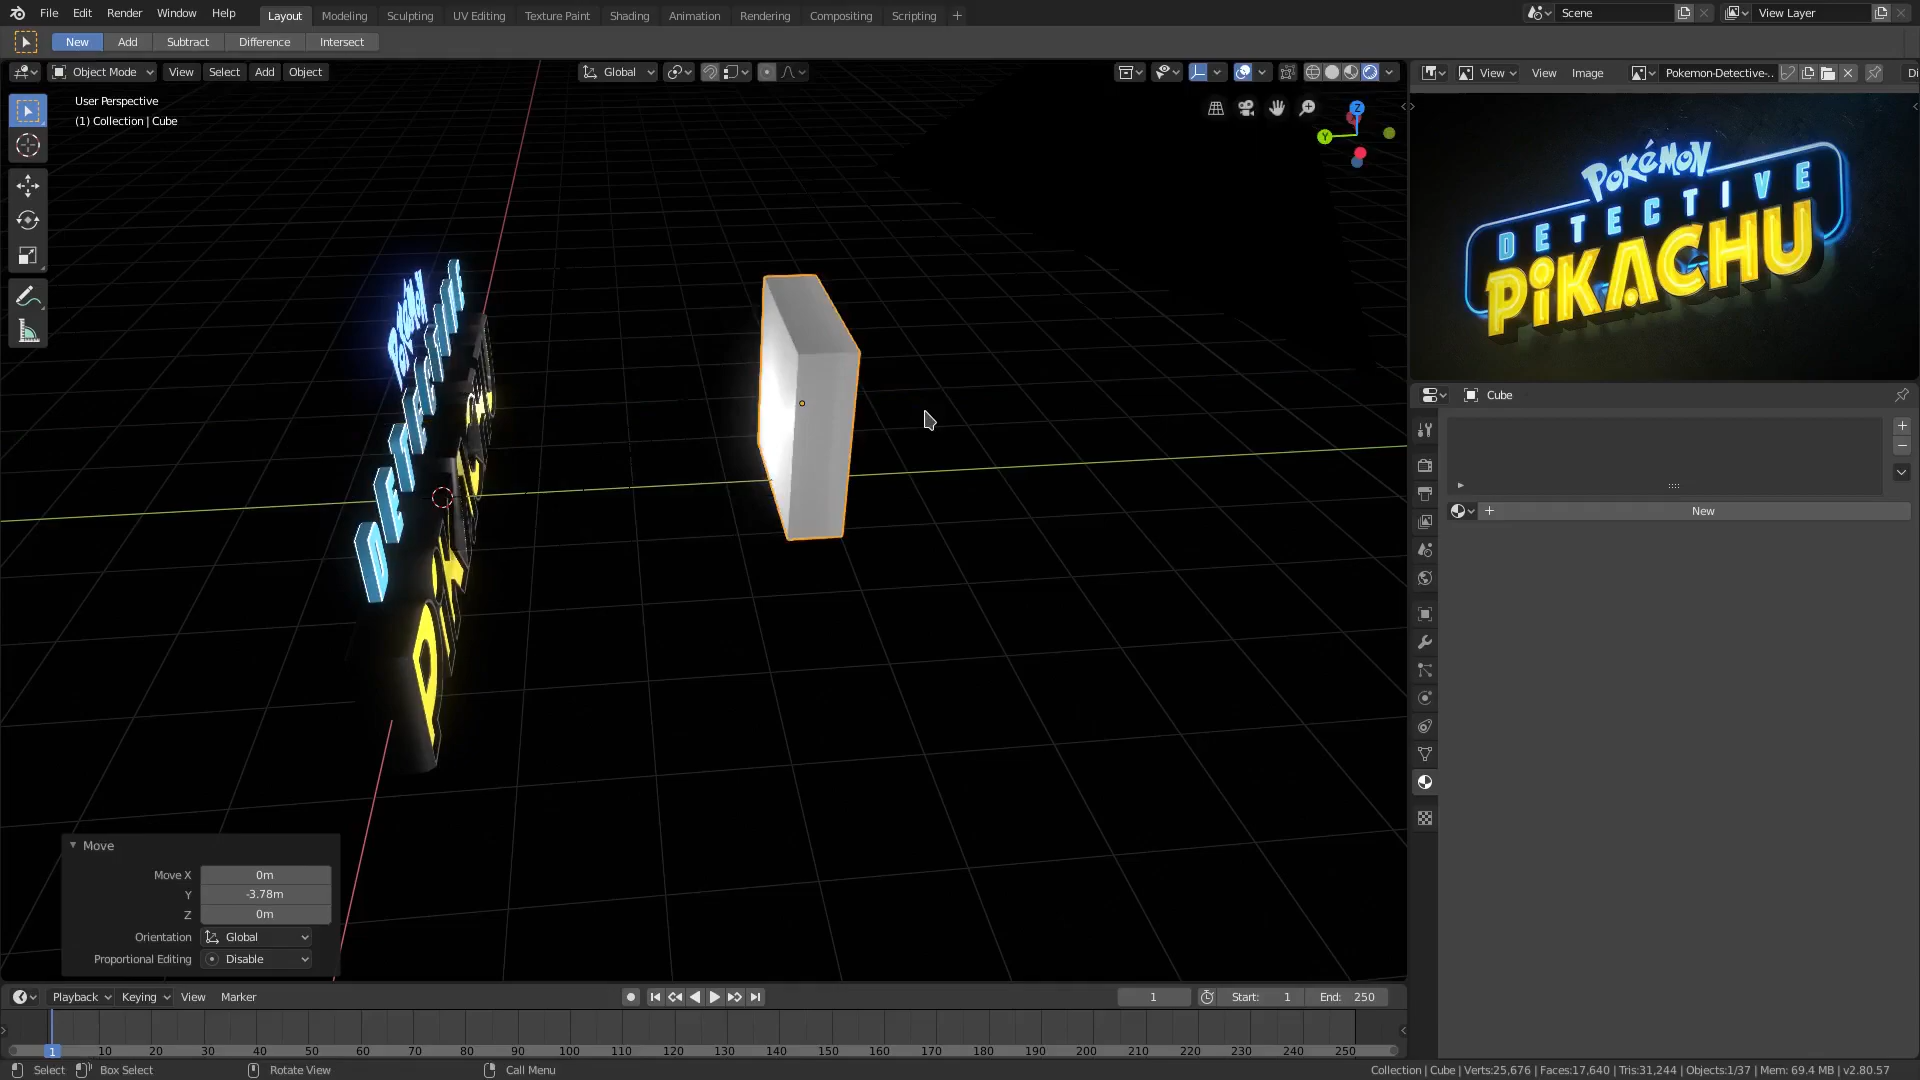 File Edit Render Window Help Layout Modeling Sculpting UV Editing Texture Paint Shading Animation Rendering Compositing Scripting Scene View Layer
New Add Subtract Difference Intersect
Object Mode View Select Add Object Global View View Image Pokemon-Detective-.. Di
User Perspective
(1) Collection | Cube
Z
Y
POKéMON
DETECTIVE
PiKACHU
POKéMON
DETECTIVE
Cube
New
Move
Move X 0m
Y -3.78m
Z 0m
Orientation Global
Proportional Editing Disable
Playback Keying View Marker 1 Start: 1 End: 250
1 10 20 30 40 50 60 70 80 90 100 110 120 130 140 150 160 170 180 190 200 210 220 230 240 250
Select Box Select Rotate View Call Menu Collection | Cube | Verts:25,676 | Faces:17,640 | Tris:31,244 | Objects:1/37 | Mem: 69.4 MB | v2.80.57